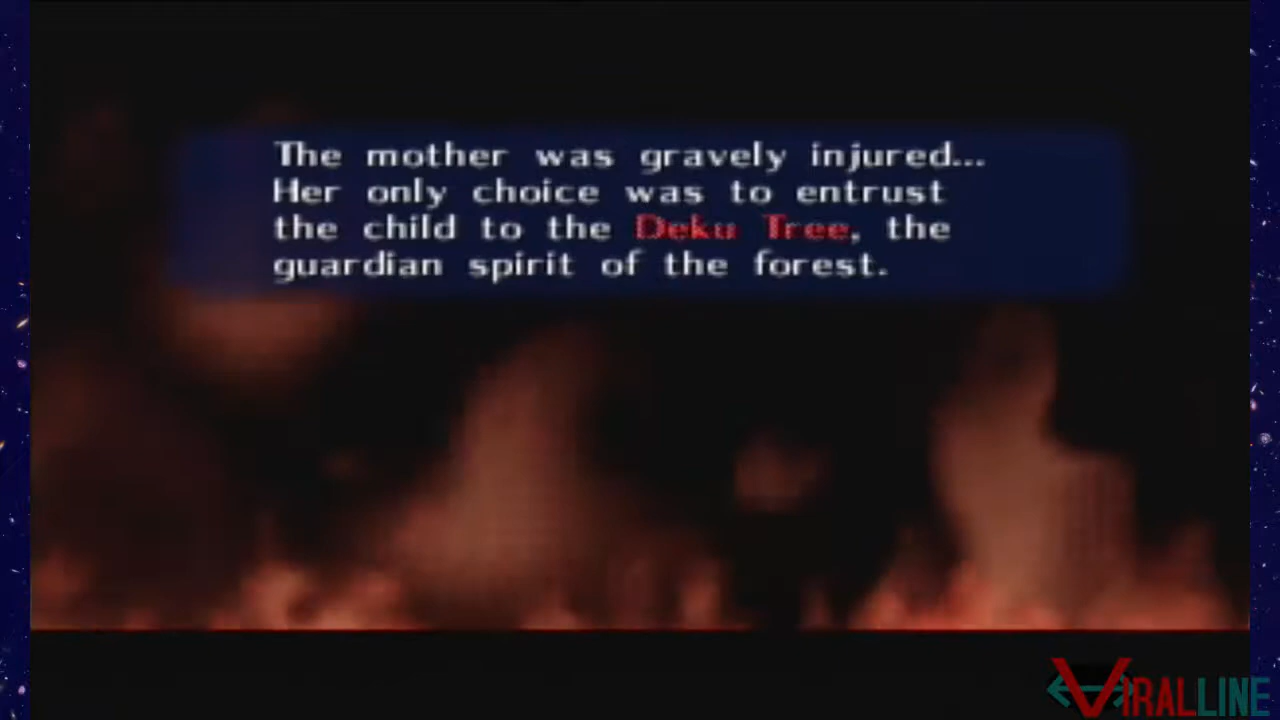 The mother was gravely injured...
Her only choice was to entrust
the child to the Deku Tree, the
guardian spirit of the forest.
VIRALLINE